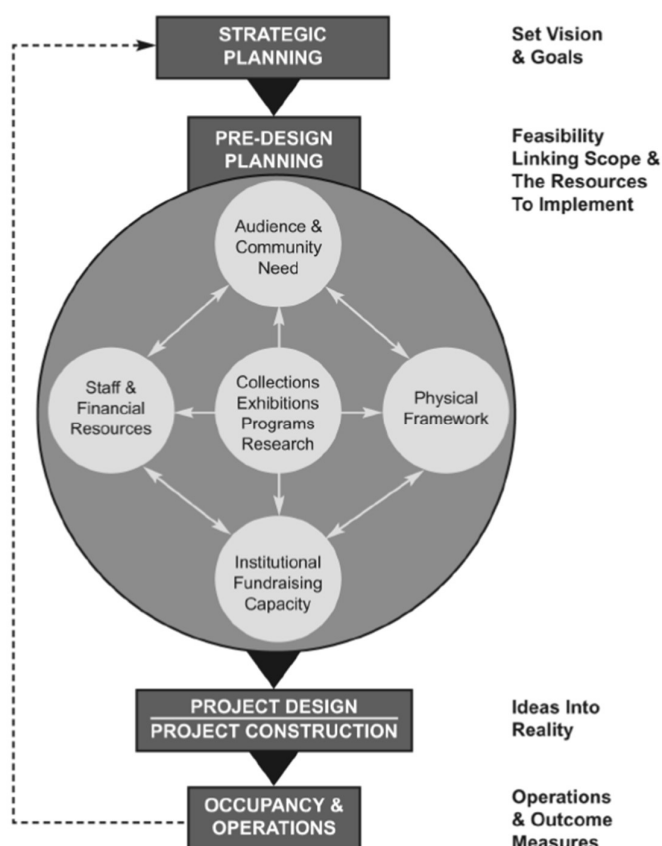 STRATEGIC
PLANNING
Set Vision
& Goals
PRE-DESIGN
PLANNING
Feasibility
Linking Scope &
The Resources
To Implement
Audience &
Community
Need
Staff &
Financial
Resources
Collections
Exhibitions
Programs
Research
Physical
Framework
Institutional
Fundraising
Capacity
PROJECT DESIGN
PROJECT CONSTRUCTION
Ideas Into
Reality
OCCUPANCY &
OPERATIONS
Operations
& Outcome
Measures